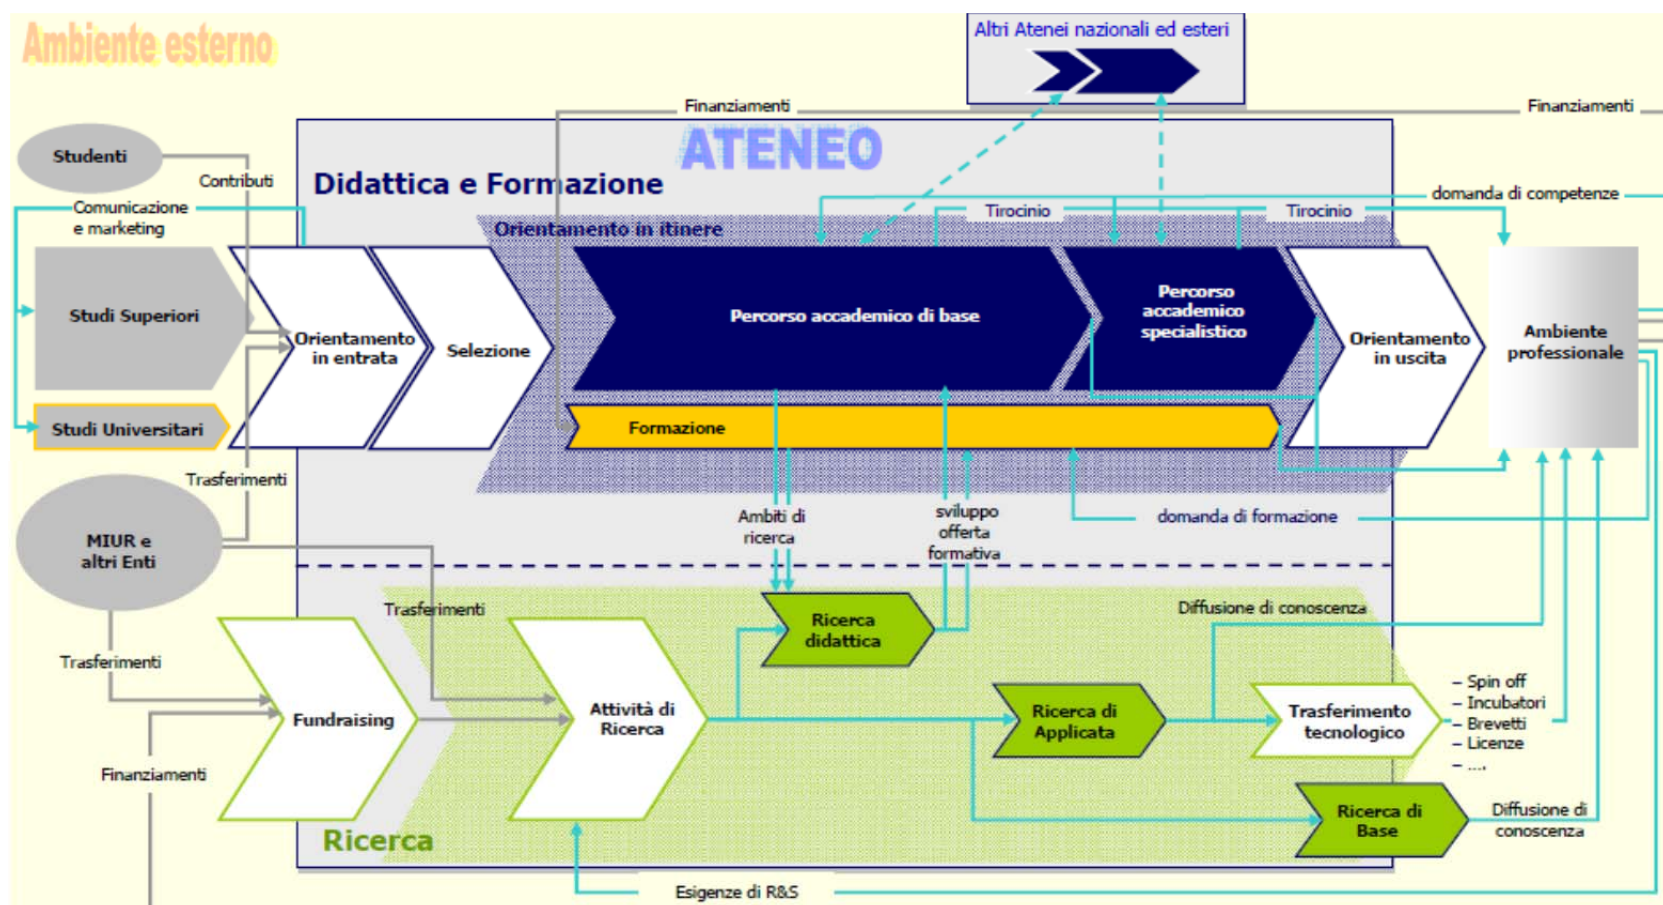 Ambiente esterno
Altri Atenei nazionali ed esteri
Finanziamenti
Finanziamenti
ATENEO
Studenti
Contributi
Didattica e Formazione
domanda di competenze
Comunicazione
e marketing
Tirocinio
Tirocinio
Orientamento in itinere
Studi Superiori
Orientamento
in entrata
Selezione
Percorso accademico di base
Percorso
accademico
specialistico
Orientamento
in uscita
Ambiente
professionale
Studi Universitari
Formazione
Trasferimenti
MIUR e
altri Enti
Ambiti di
ricerca
sviluppo
offerta
formativa
domanda di formazione
Trasferimenti
Ricerca
didattica
Diffusione di conoscenza
Trasferimenti
Fundraising
Attività di
Ricerca
Ricerca di
Applicata
Trasferimento
tecnologico
– Spin off
– Incubatori
– Brevetti
– Licenze
– ....
Finanziamenti
Ricerca di
Base
Diffusione di
conoscenza
Ricerca
Esigenze di R&S